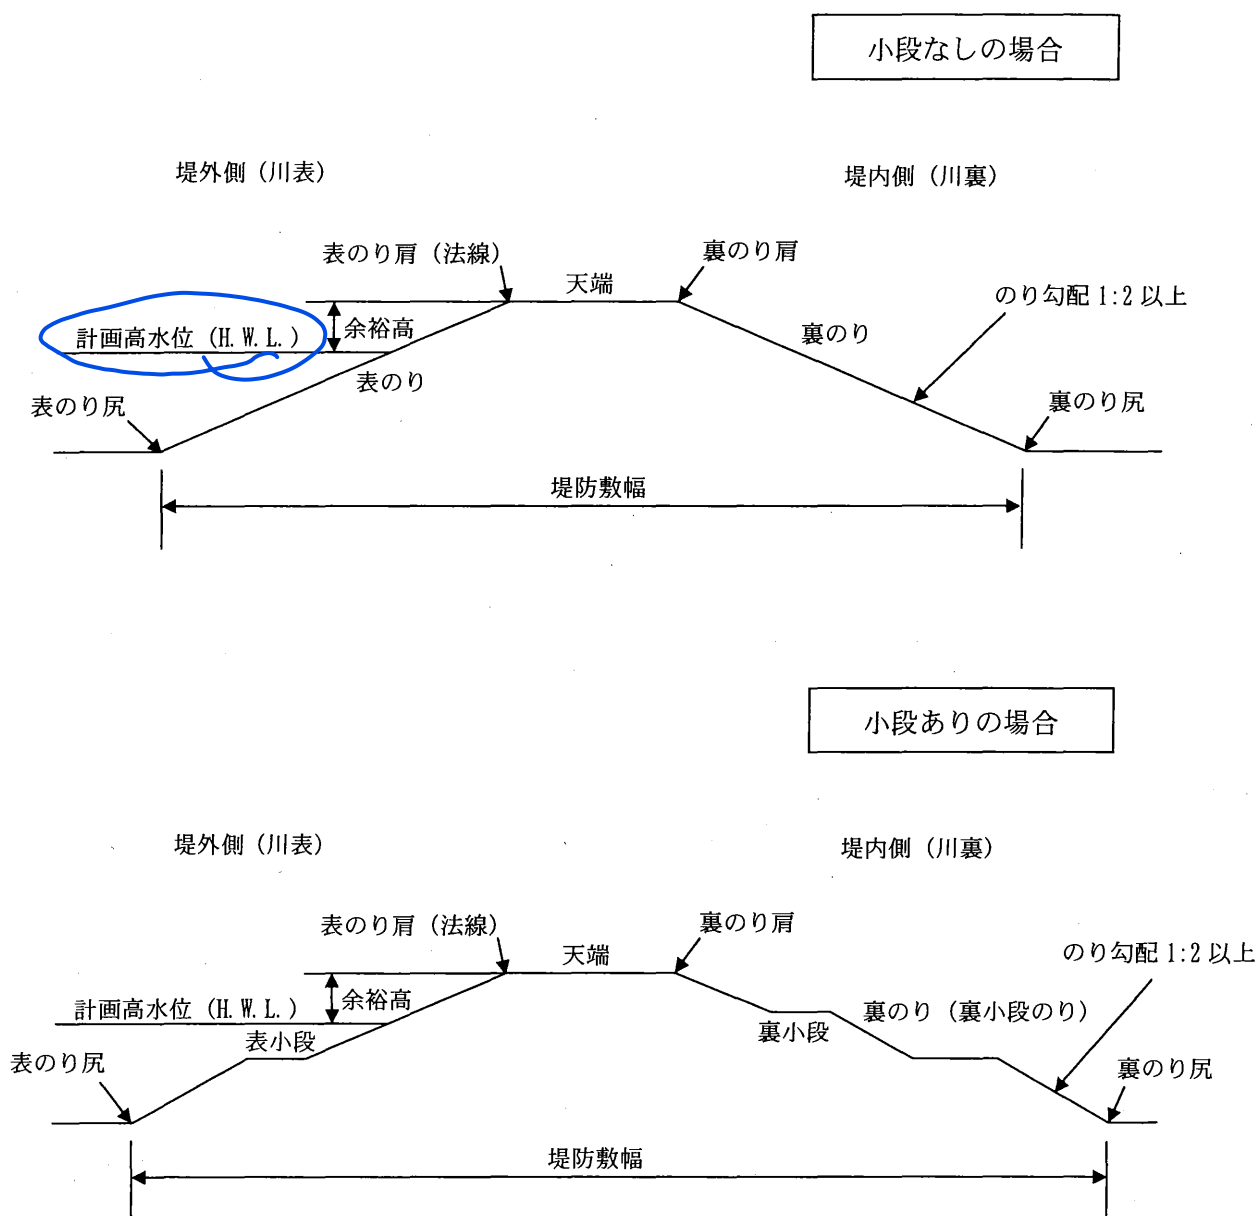 小段なしの場合
堤外側（川表）
堤内側（川裏）
表のり肩（法線）
裏のり肩
天端
のり勾配 1:2 以上
計画高水位（H.W.L.）
余裕高
裏のり
表のり
表のり尻
裏のり尻
堤防敷幅
小段ありの場合
堤外側（川表）
堤内側（川裏）
表のり肩（法線）
裏のり肩
天端
のり勾配 1:2 以上
計画高水位（H.W.L.）
余裕高
裏のり（裏小段のり）
表小段
裏小段
表のり尻
裏のり尻
堤防敷幅